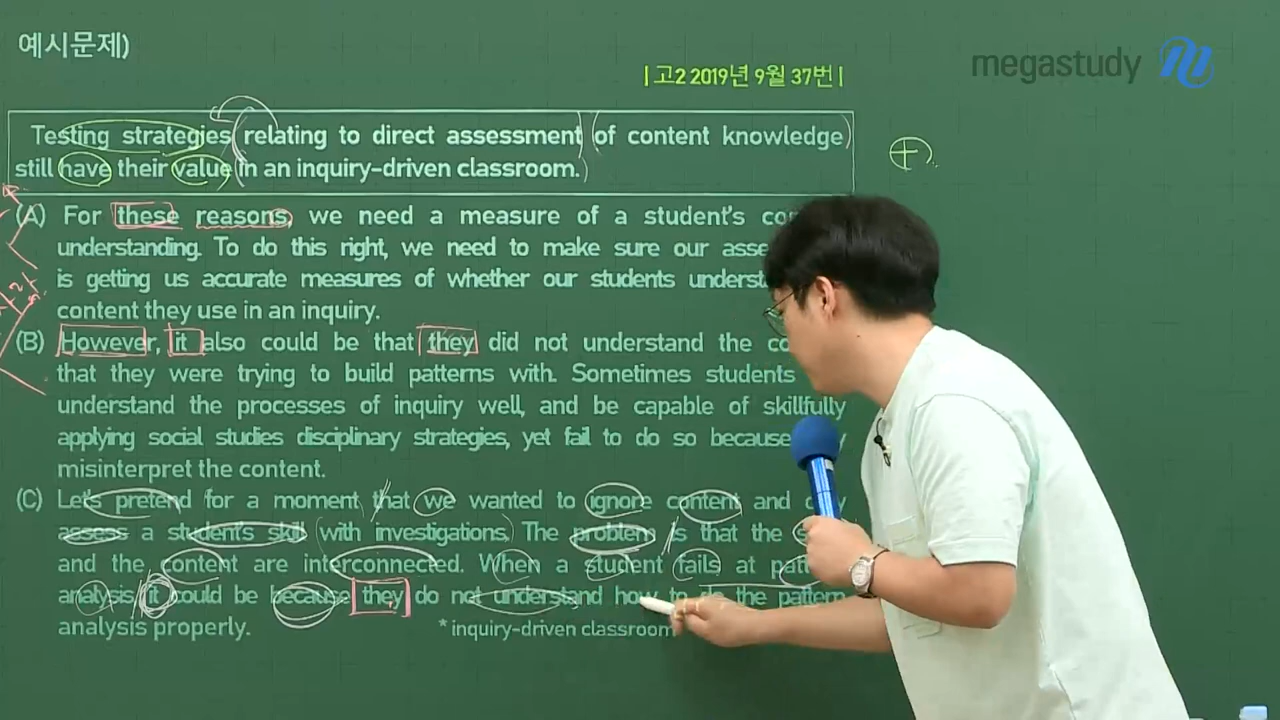 예시문제)
megastudy
| 고2 2019년 9월 37번 |
Testing strategies relating to direct assessment of content knowledge
still have their value in an inquiry-driven classroom.
(A) For these reasons, we need a measure of a student's
understanding. To do this right, we need to make sure our
is getting us accurate measures of whether our students
content they use in an inquiry.
(B) However, it also could be that they did not understand the
that they were trying to build patterns with. Sometimes students
understand the processes of inquiry well, and be capable of skillfully
applying social studies disciplinary strategies, yet fail to do so because
misinterpret the content.
(C) Let's pretend for a moment that we wanted to ignore content and
assess a student's skill with investigations. The problem is that the
and the content are interconnected. When a student fails at
analysis, it could be because they do not understand how to do the pattern
analysis properly.
* inquiry-driven classroom